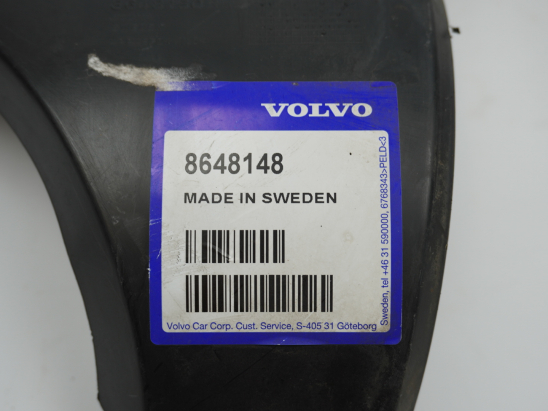 VOLVO
8648148
MADE IN SWEDEN
Volvo Car Corp. Cust. Service, S-405 31 Göteborg
Sweden, tel +46 31 590000, 6768343>PELD<3